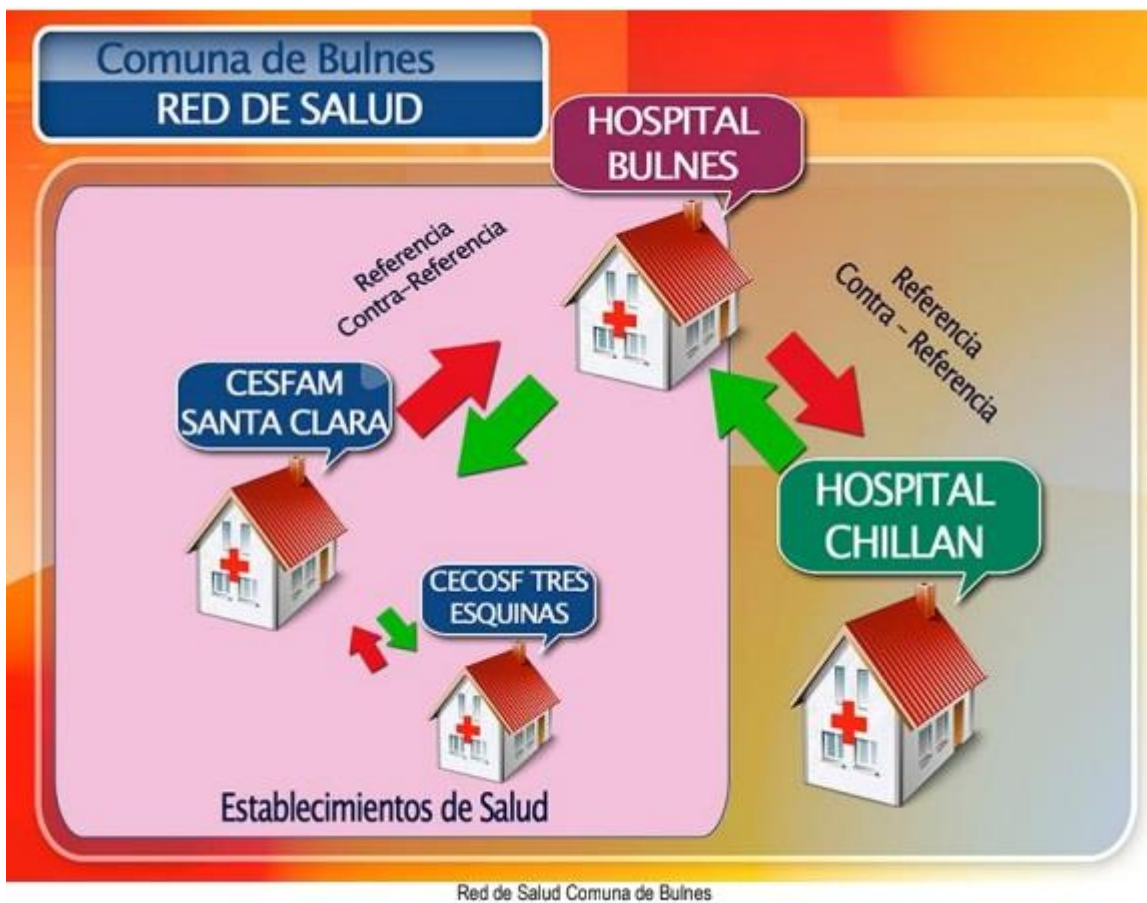 Comuna de Bulnes
RED DE SALUD
HOSPITAL
BULNES
Referencia
Contra-Referencia
Referencia
Contra - Referencia
CESFAM
SANTA CLARA
HOSPITAL
CHILLAN
CECOSF TRES
ESQUINAS
Establecimientos de Salud
Red de Salud Comuna de Bulnes